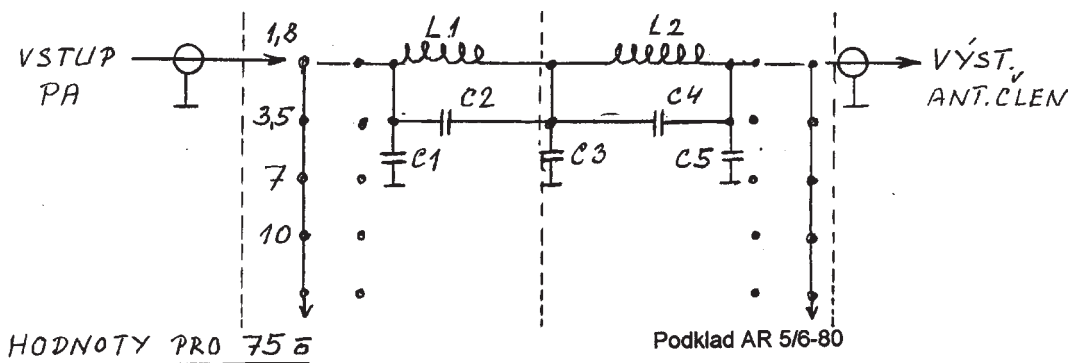 1,8
L1
L2
VSTUP
PA
VÝST.
ANT. ČLEN
C2
C4
3,5
C1
C3
C5
7
10
HODNOTY PRO 75 Ω
Podklad AR 5/6-80